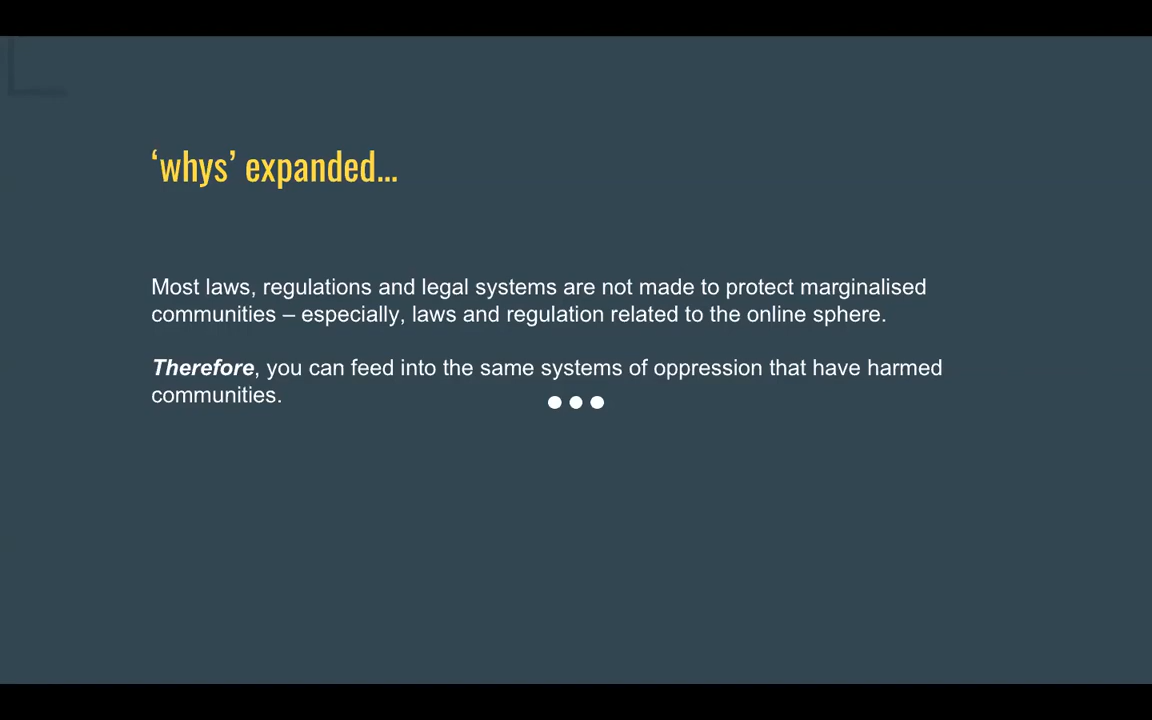 ‘whys’ expanded...
Most laws, regulations and legal systems are not made to protect marginalised
communities – especially, laws and regulation related to the online sphere.
Therefore, you can feed into the same systems of oppression that have harmed
communities.